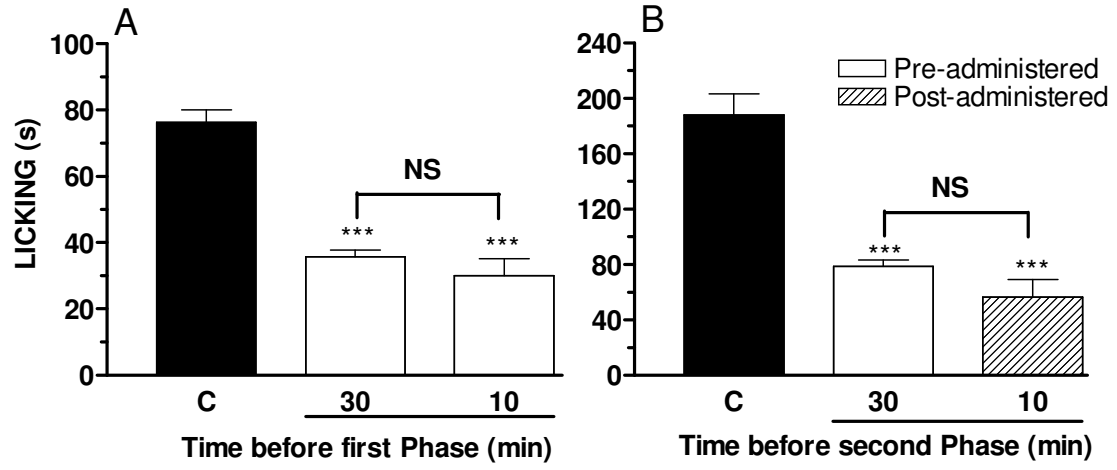 A
LICKING (s)
100
80
60
40
20
0
NS
***
***
C
30
10
Time before first Phase (min)
B
240
200
160
120
80
40
0
Pre-administered
Post-administered
NS
***
***
C
30
10
Time before second Phase (min)